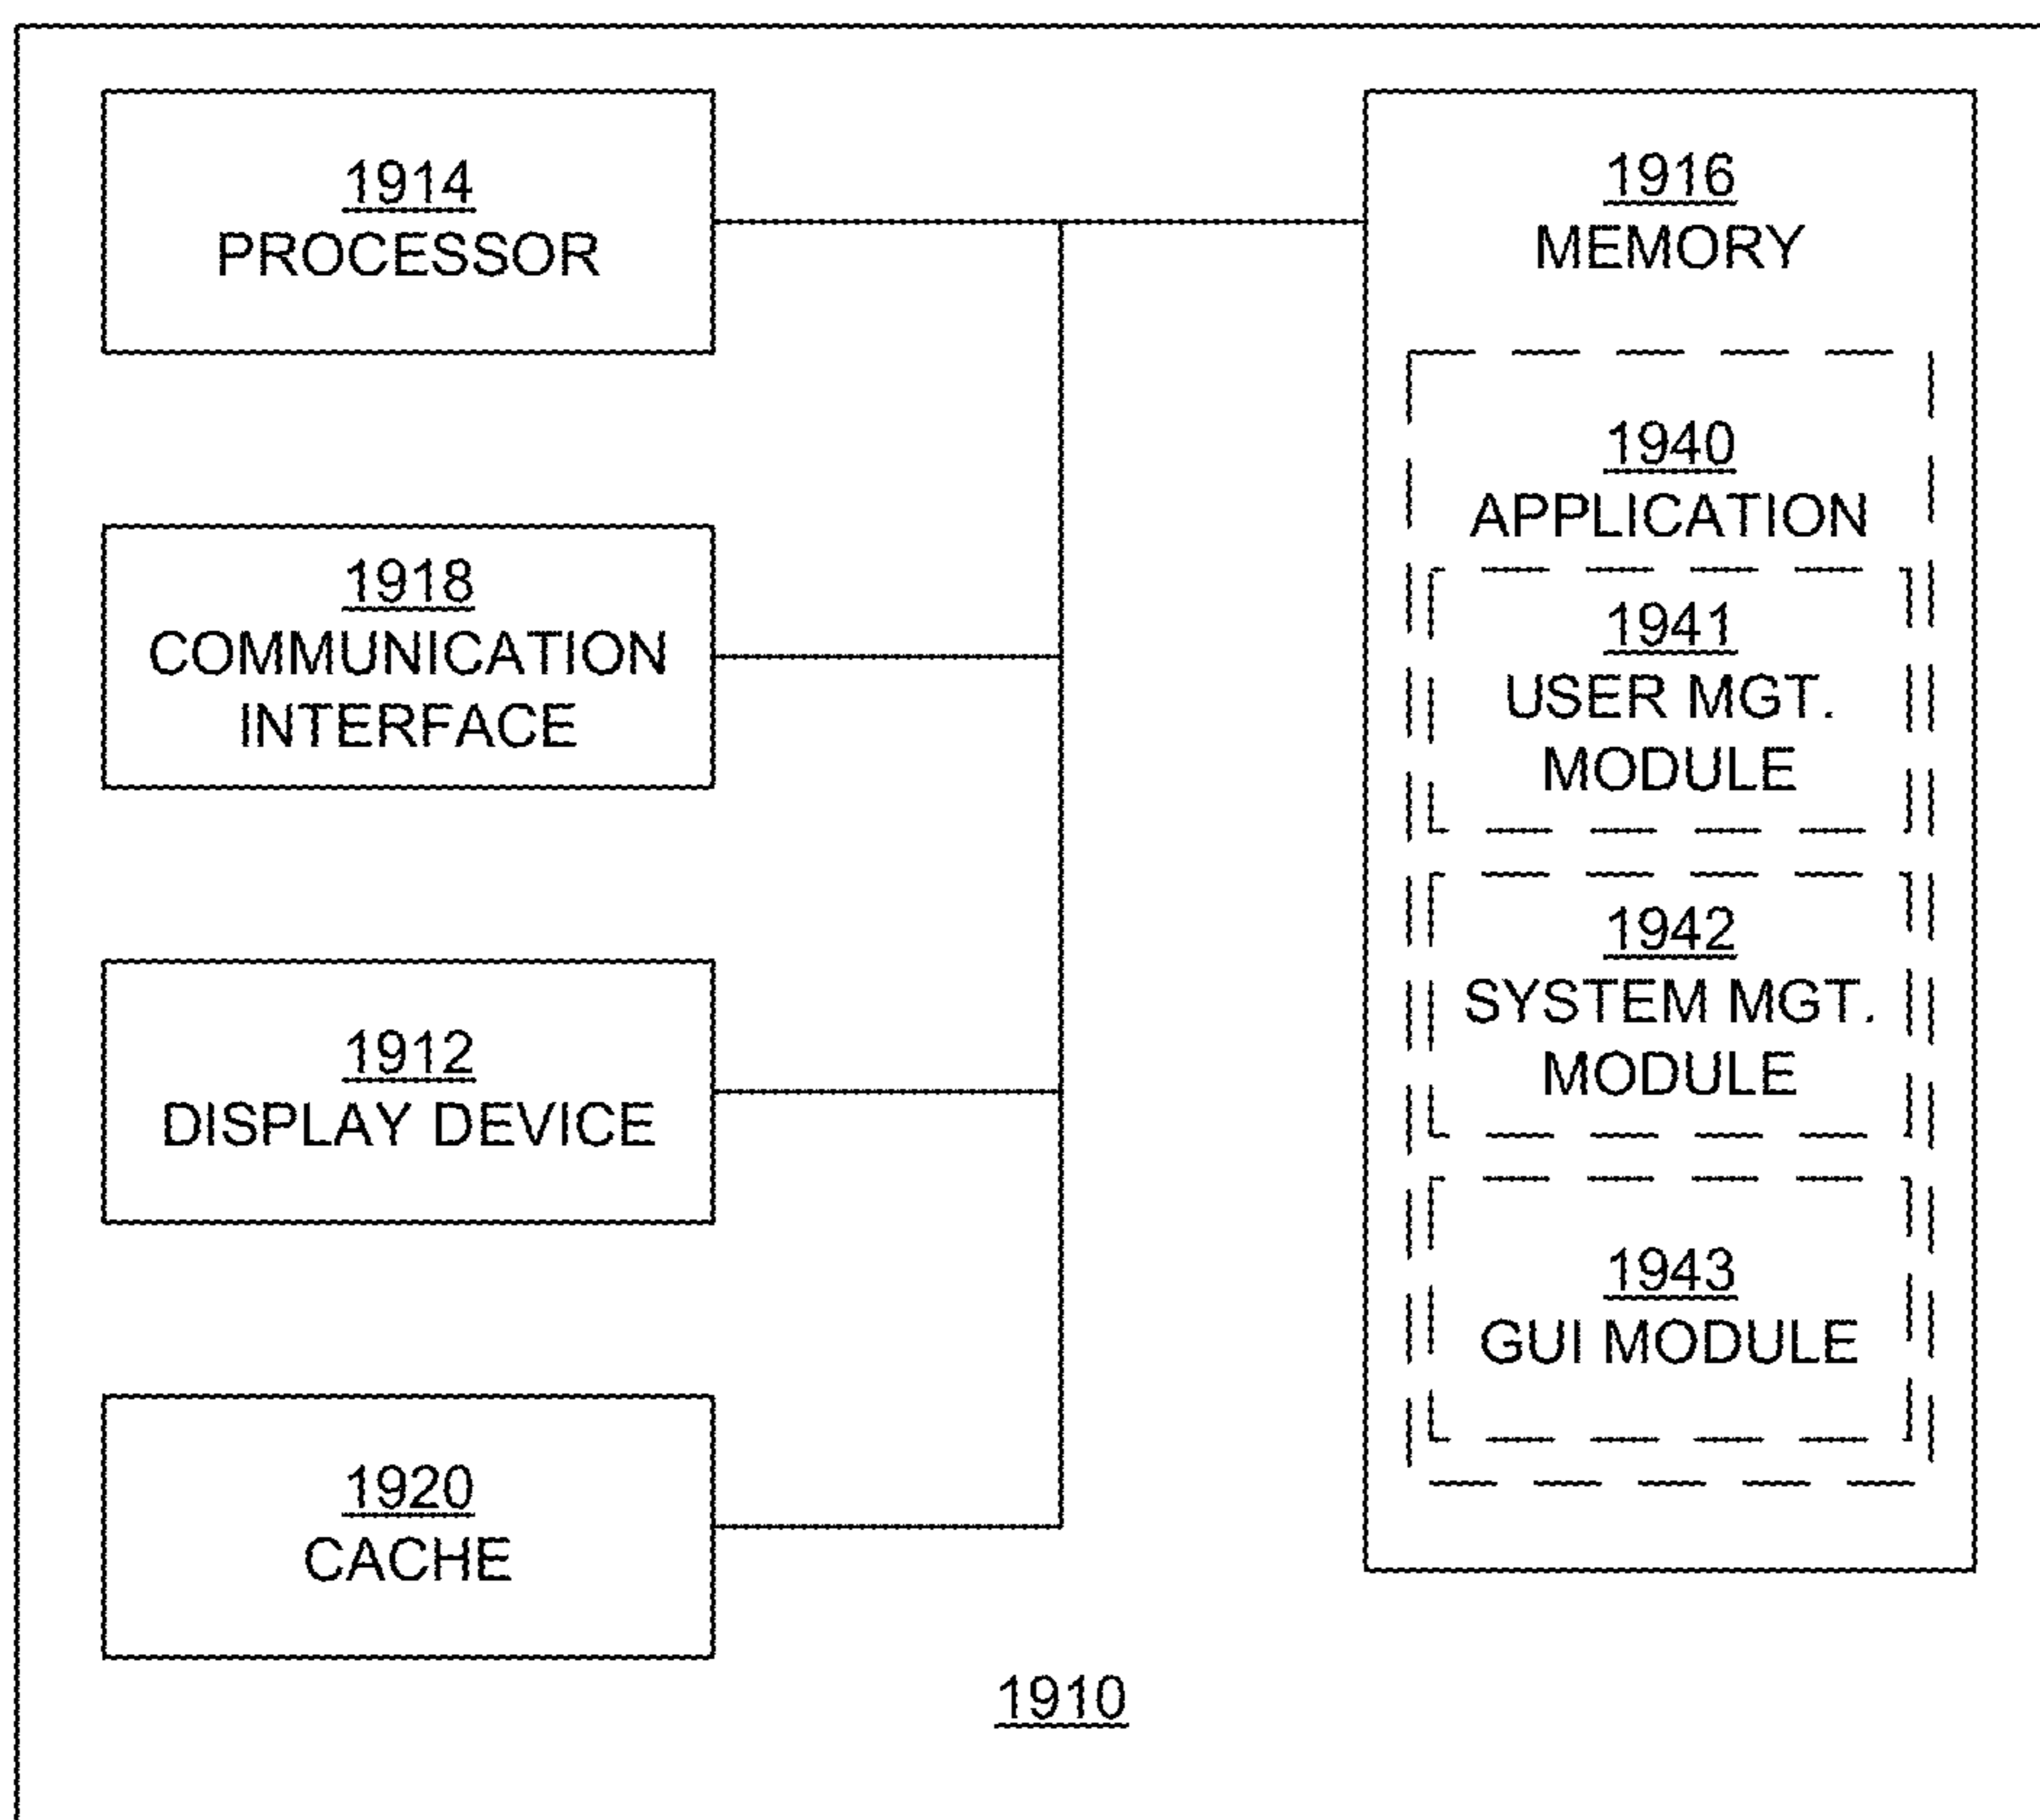 1914
PROCESSOR
1918
COMMUNICATION
INTERFACE
1912
DISPLAY DEVICE
1920
CACHE
1916
MEMORY
1940
APPLICATION
1941
USER MGT.
MODULE
1942
SYSTEM MGT.
MODULE
1943
GUI MODULE
1910